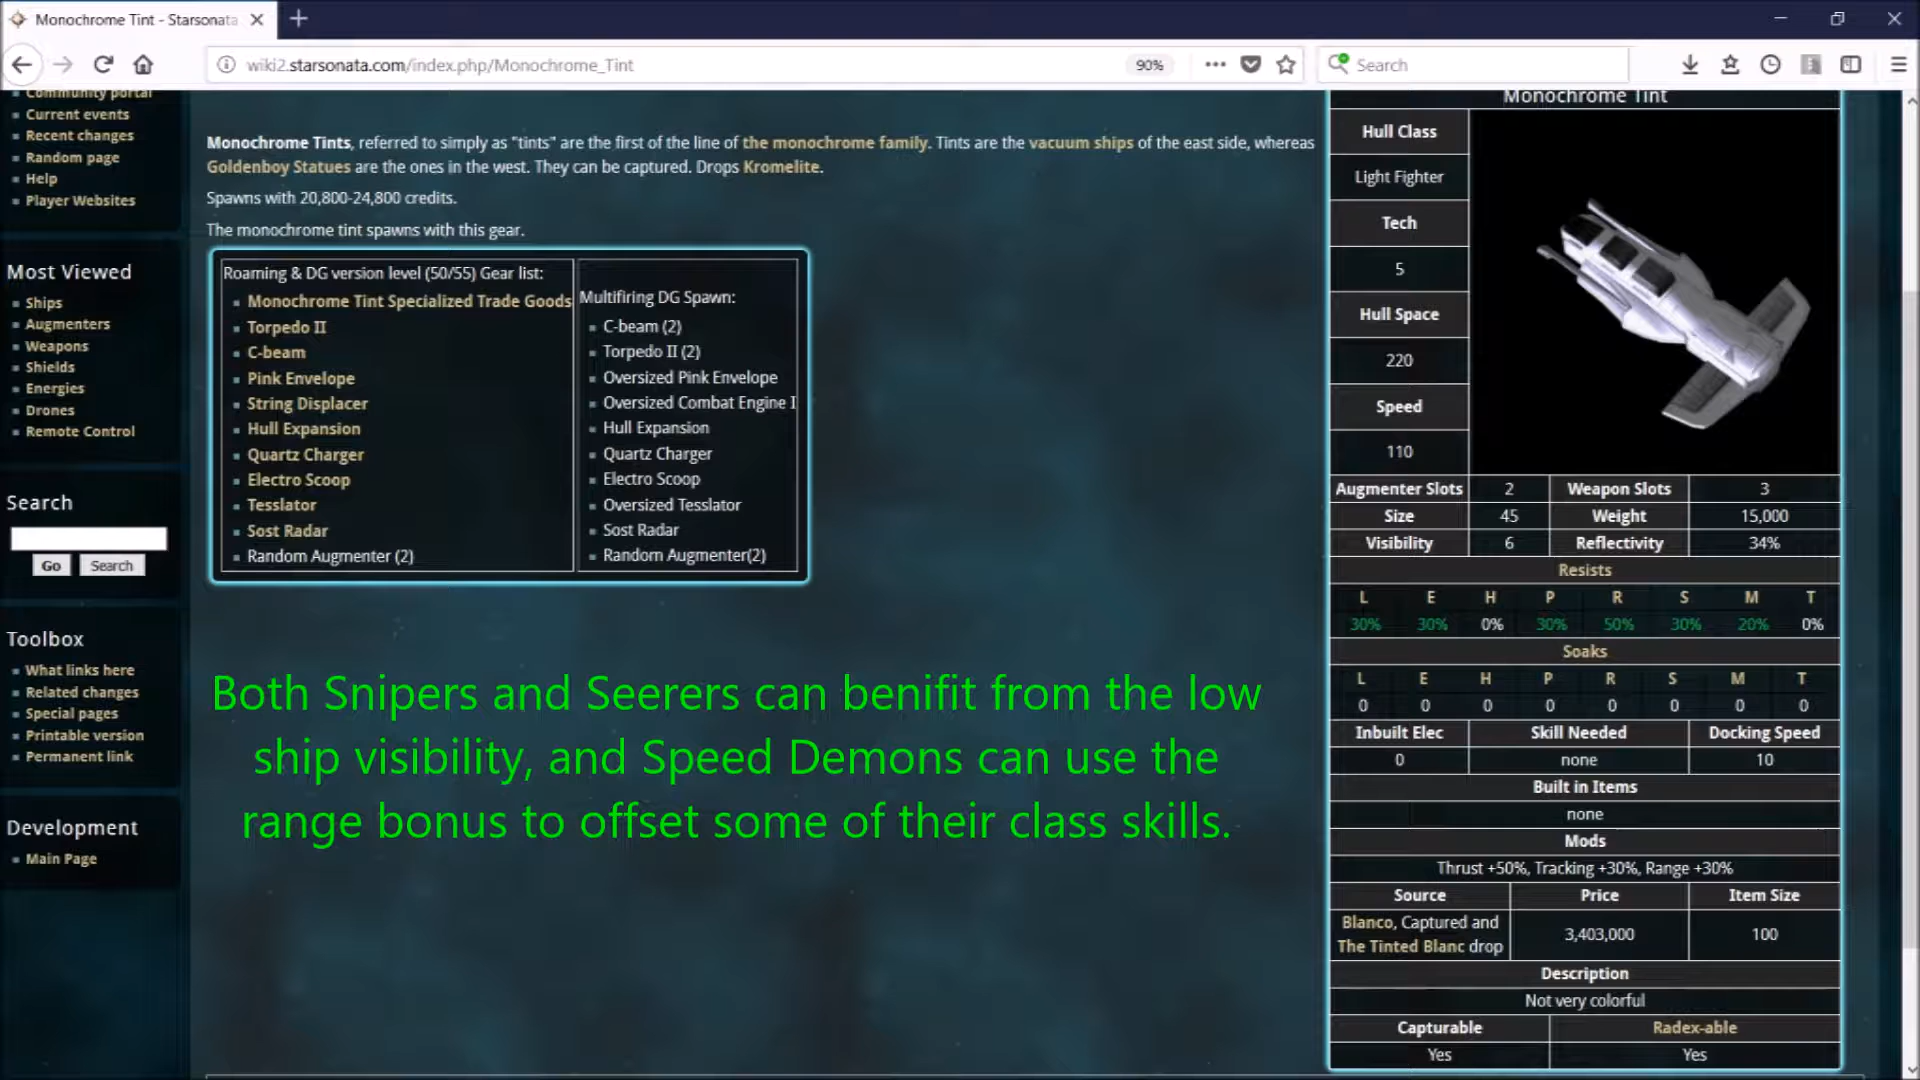 Monochrome Tint - Starsonata
wiki2.starsonata.com/index.php/Monochrome_Tint
90%
Search
Community portal
Current events
Recent changes
Random page
Help
Player Websites
Most Viewed
Ships
Augmenters
Weapons
Shields
Energies
Drones
Remote Control
Search
Go
Search
Toolbox
What links here
Related changes
Special pages
Printable version
Permanent link
Development
Main Page
Monochrome Tints, referred to simply as "tints" are the first of the line of the monochrome family. Tints are the vacuum ships of the east side, whereas
Goldenboy Statues are the ones in the west. They can be captured. Drops Kromelite.
Spawns with 20,800-24,800 credits.
The monochrome tint spawns with this gear.
Roaming & DG version level (50/55) Gear list:
Monochrome Tint Specialized Trade Goods
Torpedo II
C-beam
Pink Envelope
String Displacer
Hull Expansion
Quartz Charger
Electro Scoop
Tesslator
Sost Radar
Random Augmenter (2)
Multifiring DG Spawn:
C-beam (2)
Torpedo II (2)
Oversized Pink Envelope
Oversized Combat Engine I
Hull Expansion
Quartz Charger
Electro Scoop
Oversized Tesslator
Sost Radar
Random Augmenter(2)
Both Snipers and Seerers can benifit from the low
ship visibility, and Speed Demons can use the
range bonus to offset some of their class skills.
Monochrome Tint
Hull Class
Light Fighter
Tech
5
Hull Space
220
Speed
110
Augmenter Slots 2 Weapon Slots 3
Size 45 Weight 15,000
Visibility 6 Reflectivity 34%
Resists
L E H P R S M T
30% 30% 0% 30% 50% 30% 20% 0%
Soaks
L E H P R S M T
0 0 0 0 0 0 0 0
Inbuilt Elec Skill Needed Docking Speed
0 none 10
Built in Items
none
Mods
Thrust +50%, Tracking +30%, Range +30%
Source Price Item Size
Blanco, Captured and
The Tinted Blanc drop 3,403,000 100
Description
Not very colorful
Capturable Radex-able
Yes Yes